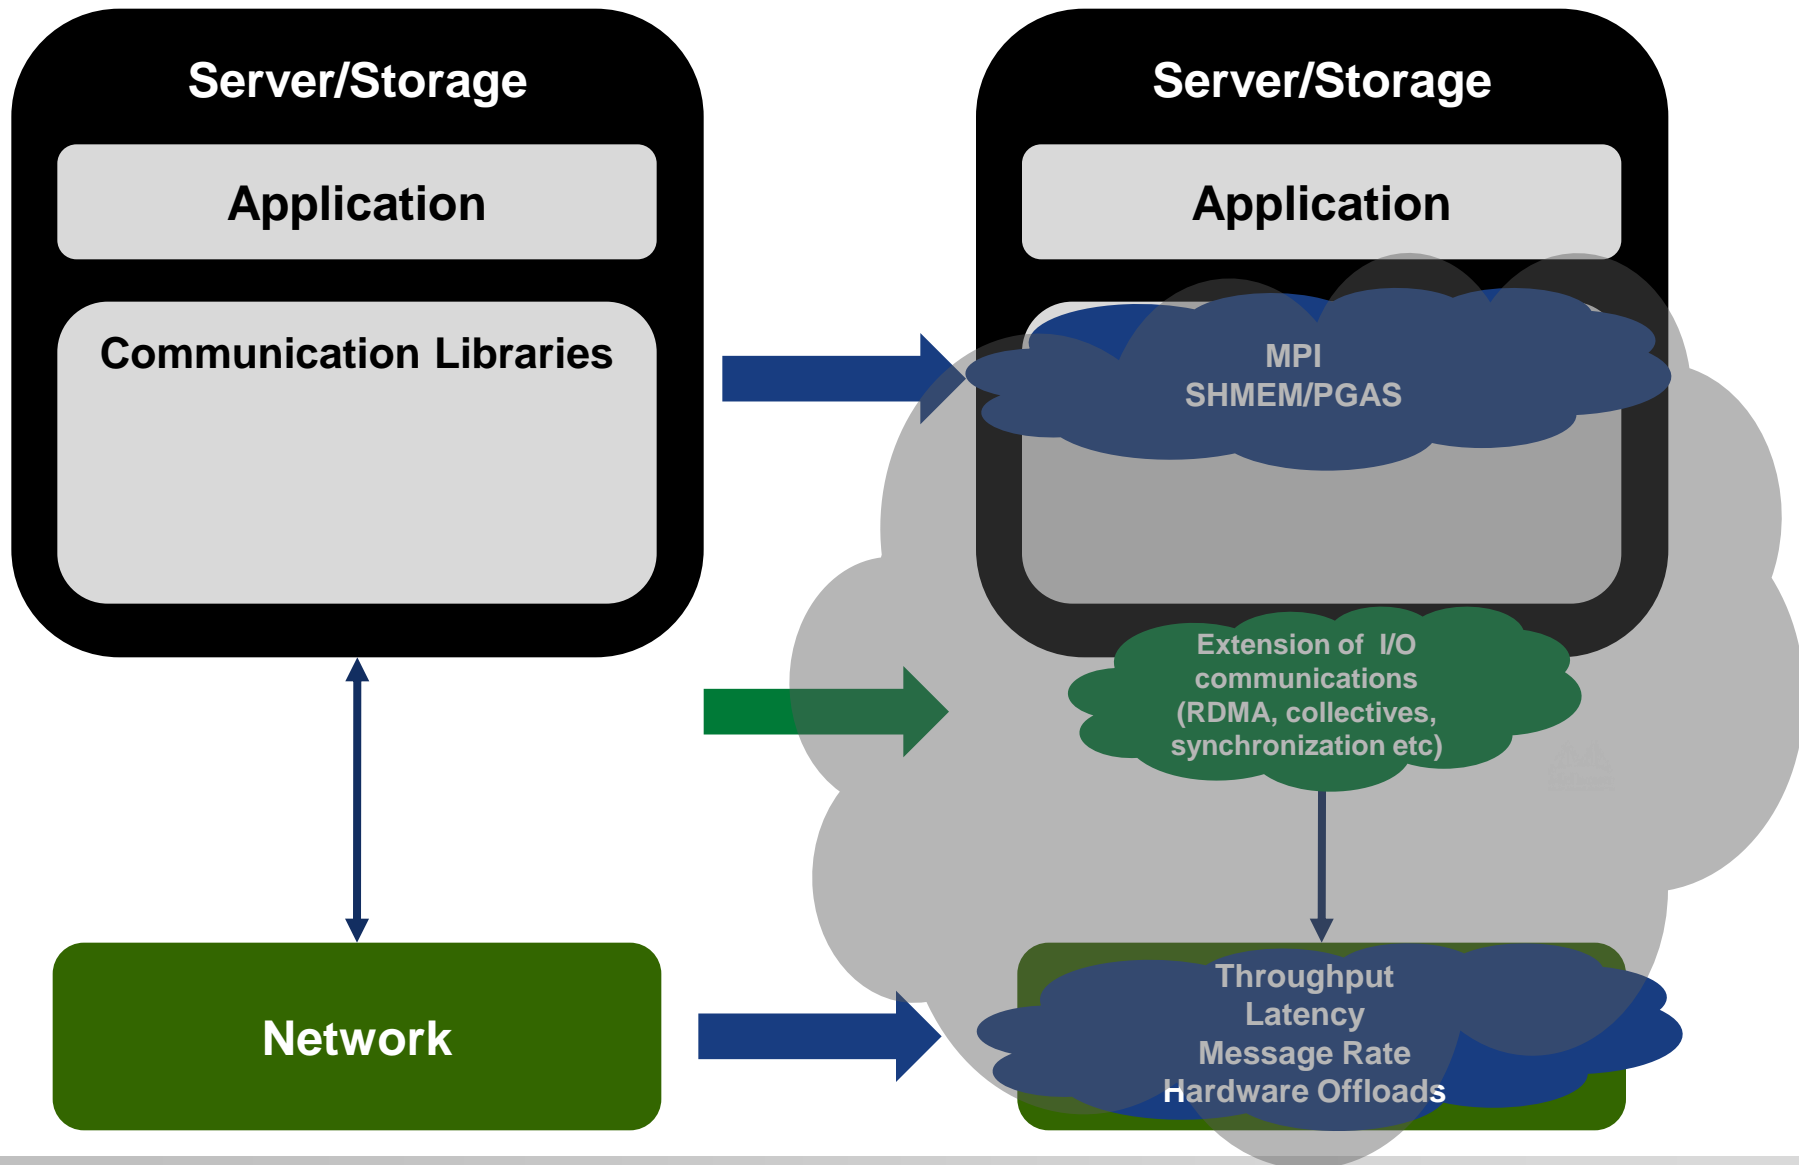 Server/Storage
Application
Communication Libraries
Network
Server/Storage
Application
MPI
SHMEM/PGAS
Extension of I/O
communications
(RDMA, collectives,
synchronization etc)
Throughput
Latency
Message Rate
Hardware Offloads